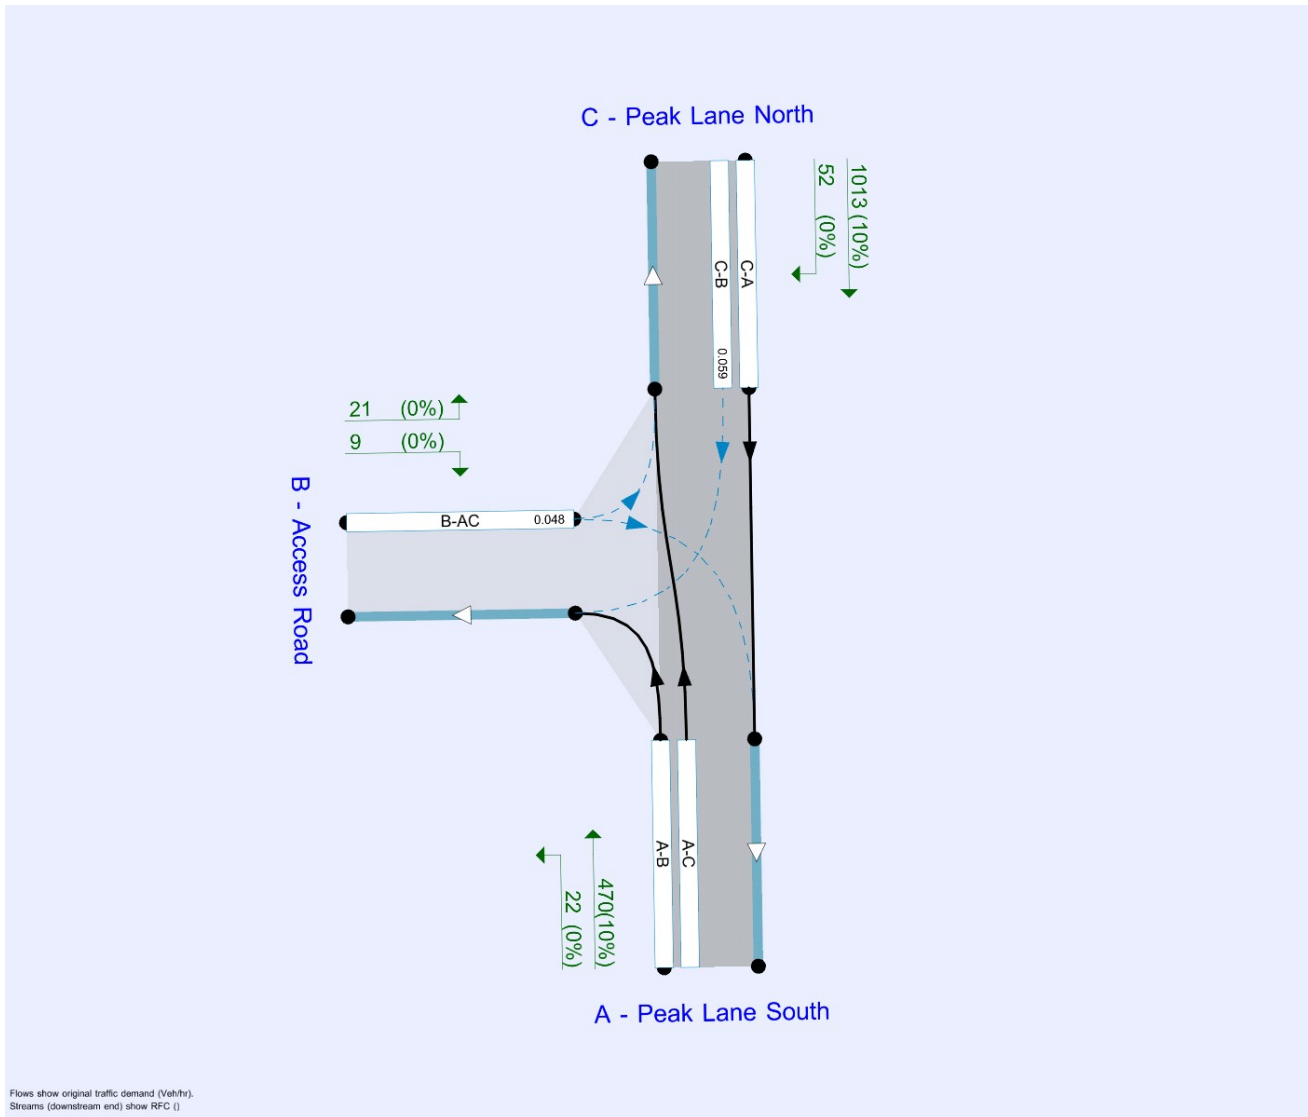 C - Peak Lane North
52 (0%)
1013 (10%)
C-B
C-A
0.059
21 (0%)
9 (0%)
B - Access Road
B-AC
0.048
A-B
A-C
22 (0%)
470(10%)
A - Peak Lane South
Flows show original traffic demand (Veh/hr).
Streams (downstream end) show RFC ()